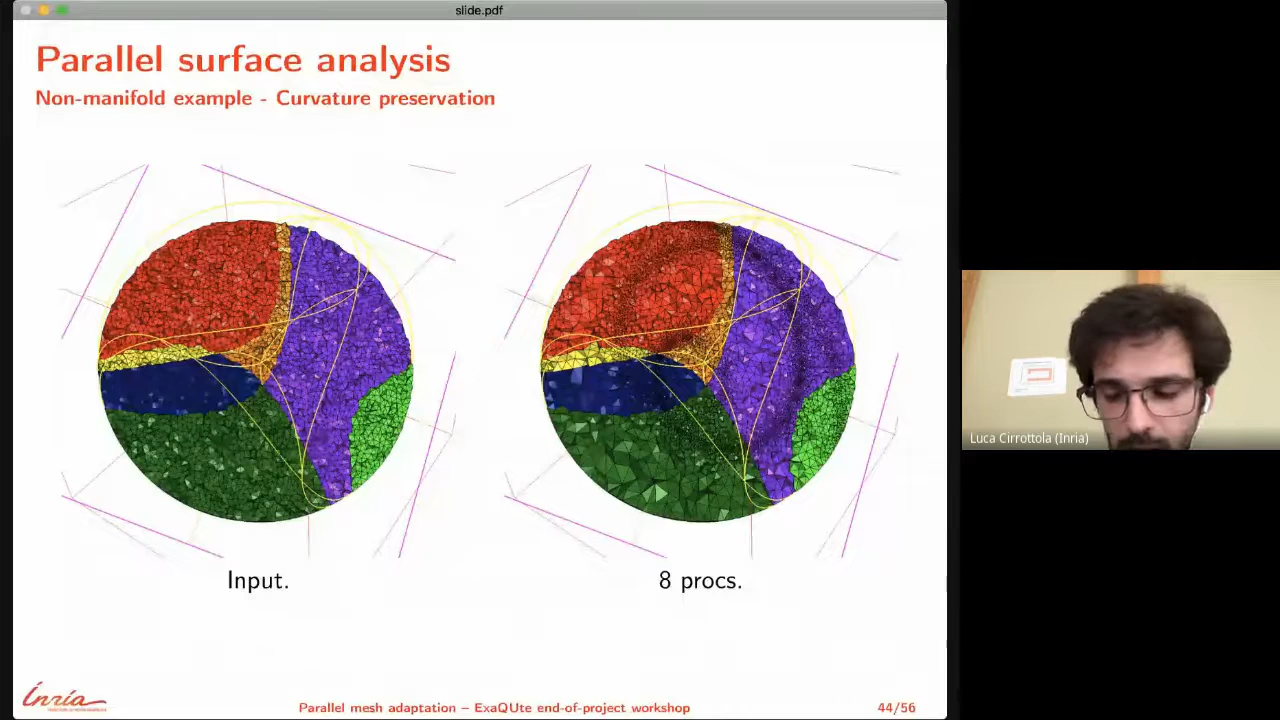 slide.pdf
Parallel surface analysis
Non-manifold example - Curvature preservation
Input.
8 procs.
Luca Cirrottola (Inria)
Inria
Parallel mesh adaptation – ExaQUte end-of-project workshop
44/56